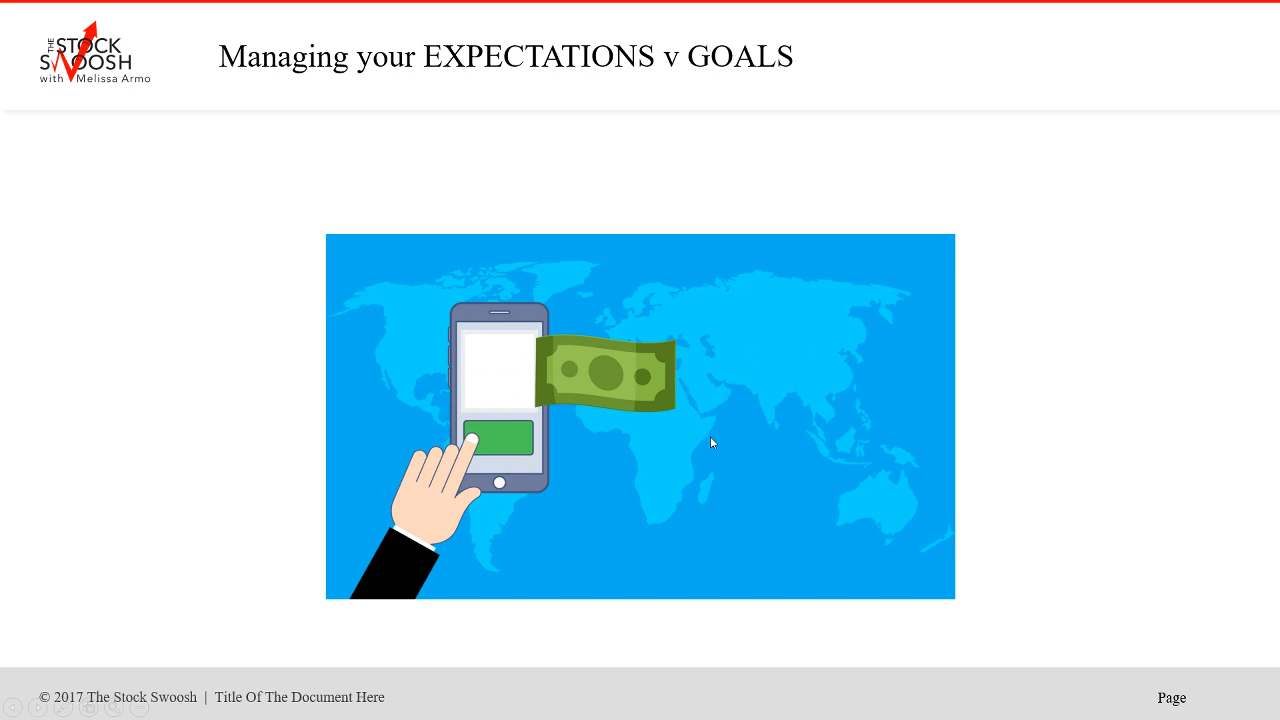 THE
STOCK
SWOOSH
with Melissa Armo
Managing your EXPECTATIONS v GOALS
© 2017 The Stock Swoosh | Title Of The Document Here
Page